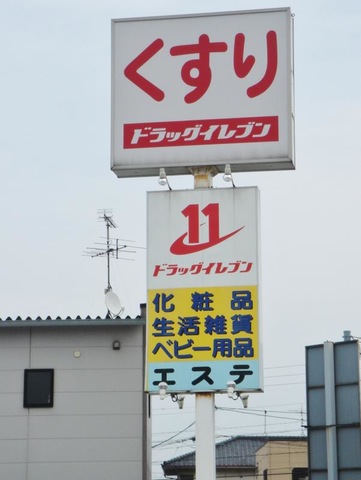 くすり
ドラッグイレブン
11
ドラッグイレブン
化粧品
生活雑貨
ベビー用品
エステ